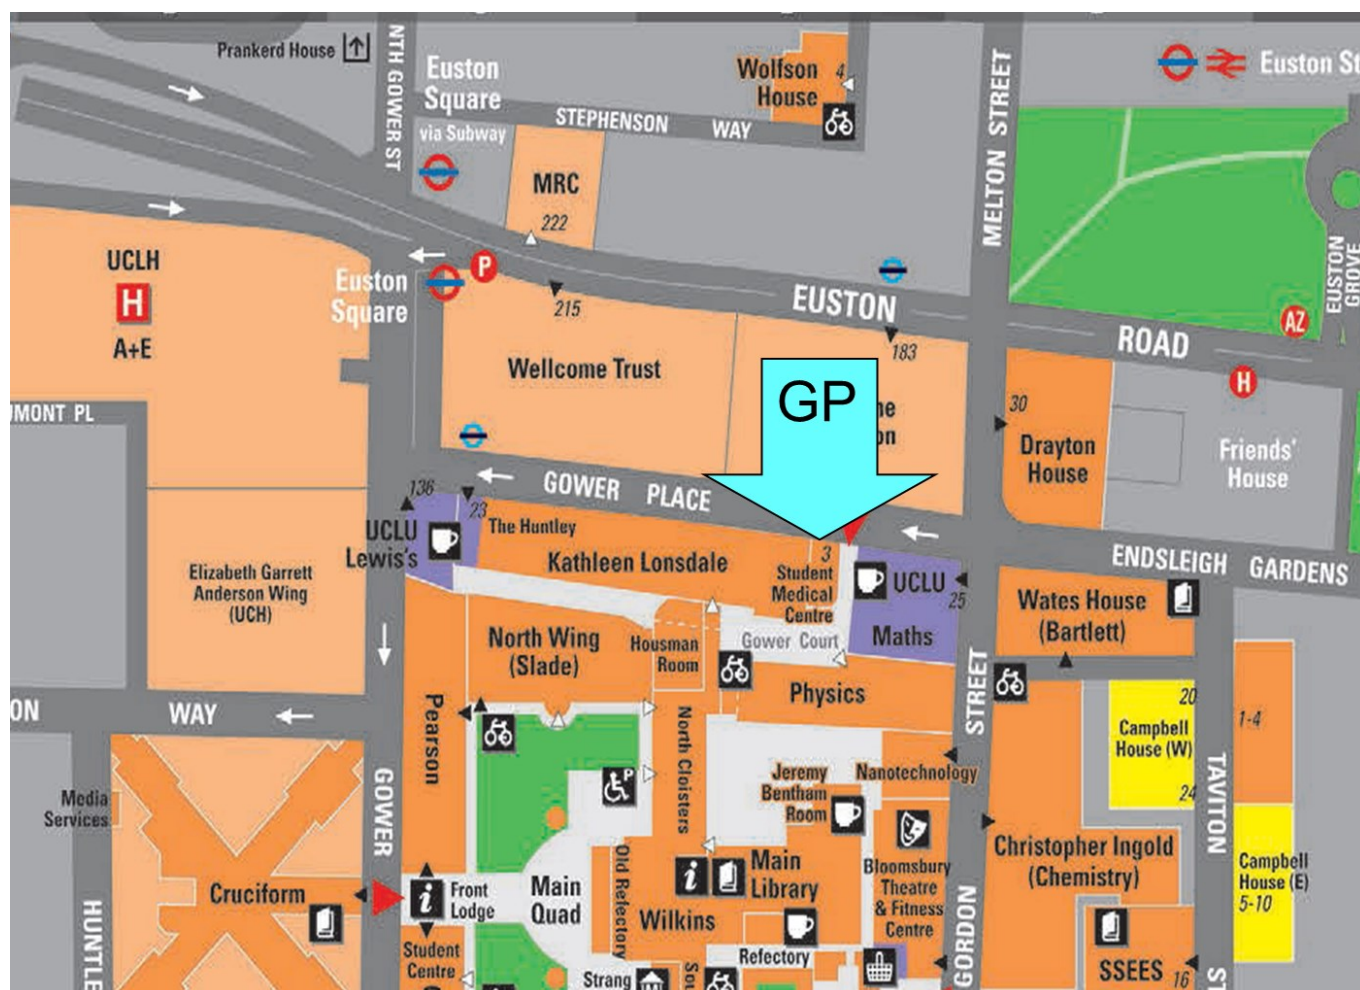 Prankerd House
NTH GOWER ST
Euston
Square
via Subway
Wolfson
House
4
STEPHENSON WAY
MELTON STREET
Euston St
MRC
222
UCLH
H
A+E
Euston
Square
P
215
EUSTON ROAD
183
EUSTON
GROVE
AZ
H
Wellcome Trust
GP
ne
on
30
Drayton
House
Friends'
House
UMONT PL
GOWER PLACE
136
23
UCLU
Lewis's
The Huntley
Kathleen Lonsdale
3
Student
Medical
Centre
UCLU
25
Maths
ENDSLEIGH GARDENS
Elizabeth Garrett
Anderson Wing
(UCH)
North Wing
(Slade)
Housman
Room
Gower Court
Wates House
(Bartlett)
Physics
STREET
ON WAY
Pearson
North Cloisters
20
Campbell
House (W)
24
1-4
TAVITON
Media
Services
GOWER
P
Jeremy
Bentham
Room
Nanotechnology
Christopher Ingold
(Chemistry)
Campbell
House (E)
5-10
Cruciform
i
Front
Lodge
Main
Quad
Old Refectory
i
Main
Library
Wilkins
Bloomsbury
Theatre
& Fitness
Centre
HUNTLE
Student
Centre
Strang
Sou
Refectory
GORDON
SSEES
16
ST